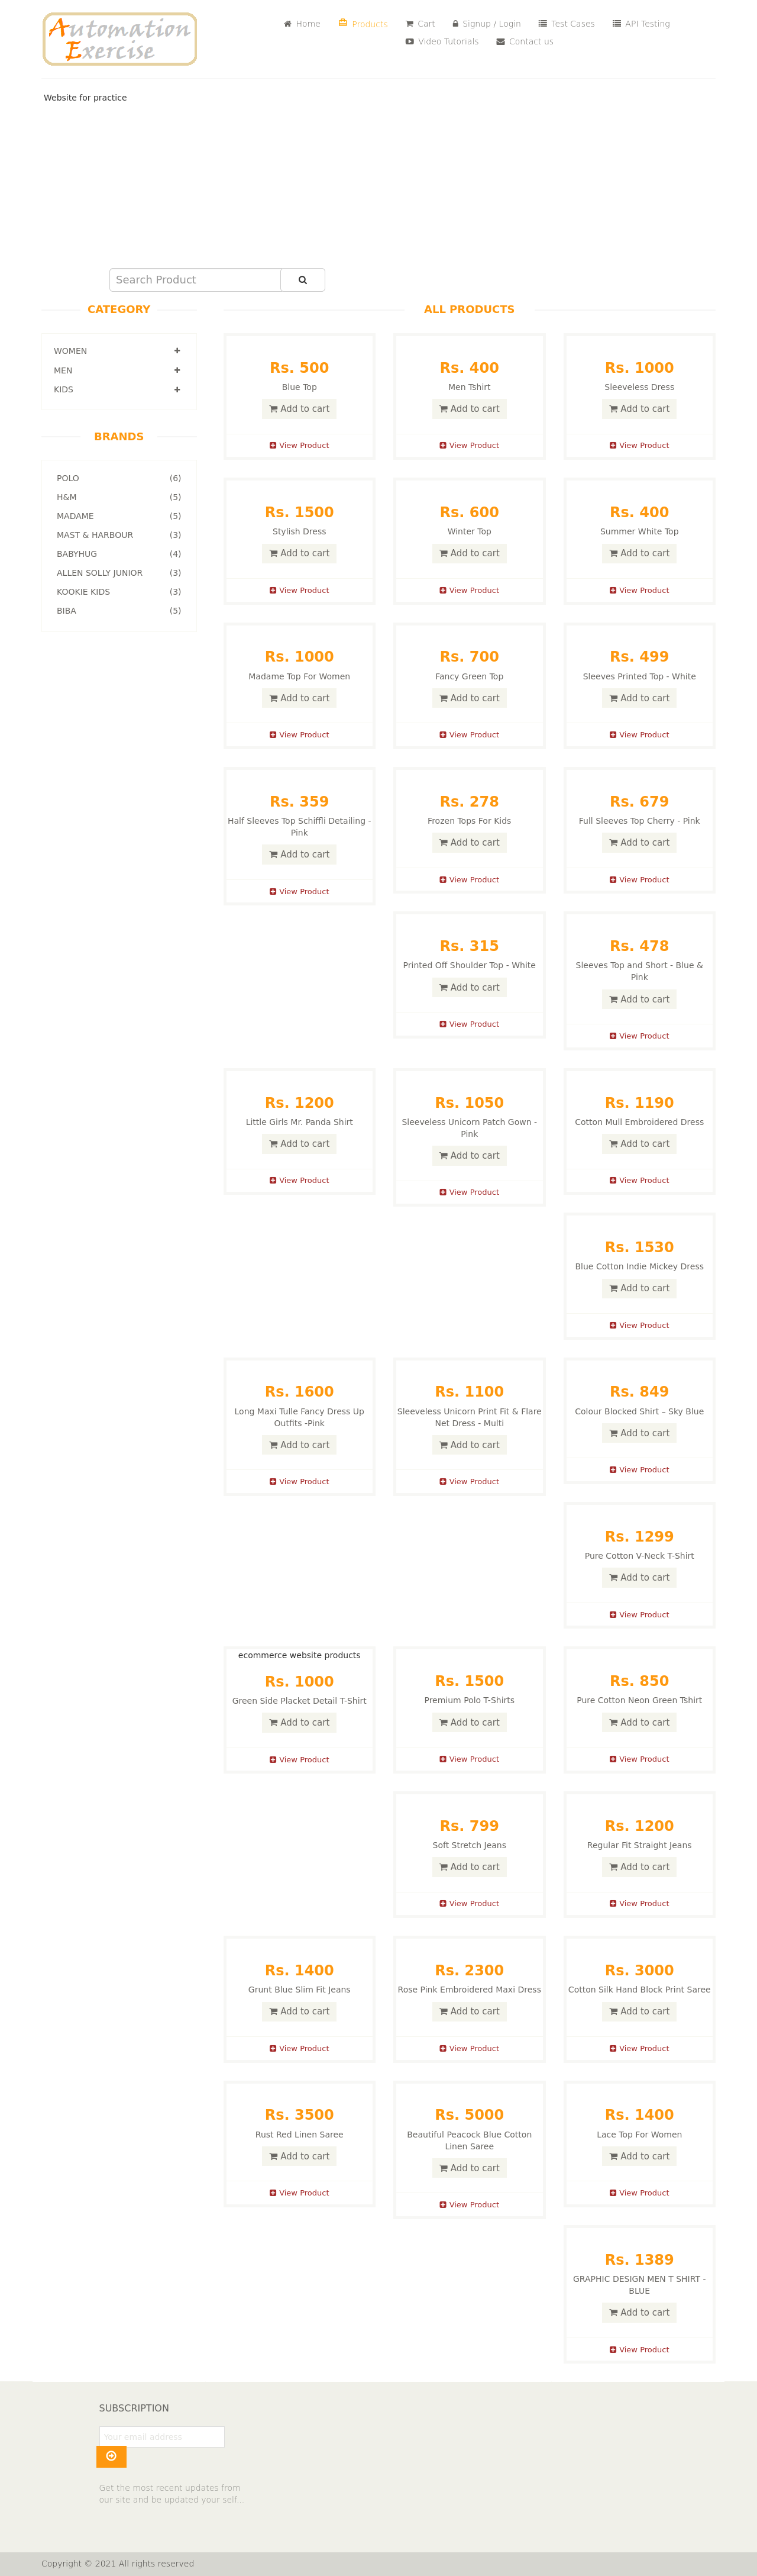 Automation
Exercise
Home
Products
Cart
Signup / Login
Test Cases
API Testing
Video Tutorials
Contact us
Website for practice
Search Product
CATEGORY
WOMEN
MEN
KIDS
BRANDS
POLO (6)
H&M (5)
MADAME (5)
MAST & HARBOUR (3)
BABYHUG (4)
ALLEN SOLLY JUNIOR (3)
KOOKIE KIDS (3)
BIBA (5)
ALL PRODUCTS
Rs. 500
Blue Top
Add to cart
View Product
Rs. 400
Men Tshirt
Add to cart
View Product
Rs. 1000
Sleeveless Dress
Add to cart
View Product
Rs. 1500
Stylish Dress
Add to cart
View Product
Rs. 600
Winter Top
Add to cart
View Product
Rs. 400
Summer White Top
Add to cart
View Product
Rs. 1000
Madame Top For Women
Add to cart
View Product
Rs. 700
Fancy Green Top
Add to cart
View Product
Rs. 499
Sleeves Printed Top - White
Add to cart
View Product
Rs. 359
Half Sleeves Top Schiffli Detailing -
Pink
Add to cart
View Product
Rs. 278
Frozen Tops For Kids
Add to cart
View Product
Rs. 679
Full Sleeves Top Cherry - Pink
Add to cart
View Product
Rs. 315
Printed Off Shoulder Top - White
Add to cart
View Product
Rs. 478
Sleeves Top and Short - Blue &
Pink
Add to cart
View Product
Rs. 1200
Little Girls Mr. Panda Shirt
Add to cart
View Product
Rs. 1050
Sleeveless Unicorn Patch Gown -
Pink
Add to cart
View Product
Rs. 1190
Cotton Mull Embroidered Dress
Add to cart
View Product
Rs. 1530
Blue Cotton Indie Mickey Dress
Add to cart
View Product
Rs. 1600
Long Maxi Tulle Fancy Dress Up
Outfits -Pink
Add to cart
View Product
Rs. 1100
Sleeveless Unicorn Print Fit & Flare
Net Dress - Multi
Add to cart
View Product
Rs. 849
Colour Blocked Shirt – Sky Blue
Add to cart
View Product
Rs. 1299
Pure Cotton V-Neck T-Shirt
Add to cart
View Product
ecommerce website products
Rs. 1000
Green Side Placket Detail T-Shirt
Add to cart
View Product
Rs. 1500
Premium Polo T-Shirts
Add to cart
View Product
Rs. 850
Pure Cotton Neon Green Tshirt
Add to cart
View Product
Rs. 799
Soft Stretch Jeans
Add to cart
View Product
Rs. 1200
Regular Fit Straight Jeans
Add to cart
View Product
Rs. 1400
Grunt Blue Slim Fit Jeans
Add to cart
View Product
Rs. 2300
Rose Pink Embroidered Maxi Dress
Add to cart
View Product
Rs. 3000
Cotton Silk Hand Block Print Saree
Add to cart
View Product
Rs. 3500
Rust Red Linen Saree
Add to cart
View Product
Rs. 5000
Beautiful Peacock Blue Cotton
Linen Saree
Add to cart
View Product
Rs. 1400
Lace Top For Women
Add to cart
View Product
Rs. 1389
GRAPHIC DESIGN MEN T SHIRT -
BLUE
Add to cart
View Product
SUBSCRIPTION
Your email address
Get the most recent updates from
our site and be updated your self...
Copyright © 2021 All rights reserved